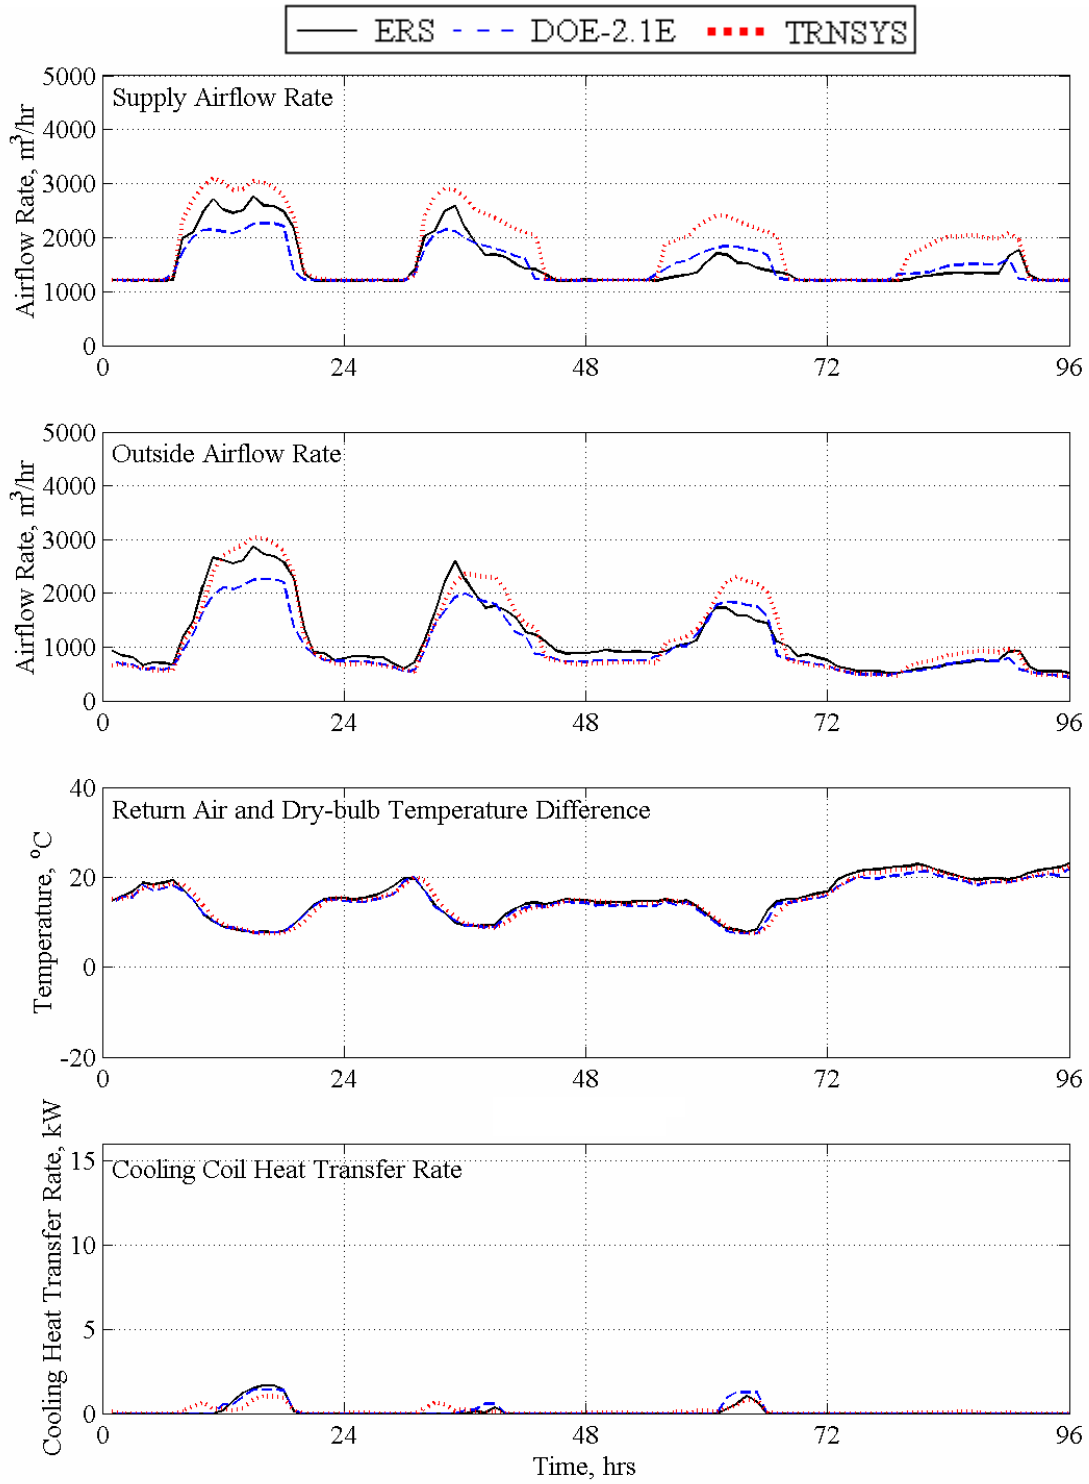 ERS DOE-2.1E TRNSYS
Supply Airflow Rate
Airflow Rate, m³/hr
5000
4000
3000
2000
1000
0
0 24 48 72 96
Outside Airflow Rate
Airflow Rate, m³/hr
5000
4000
3000
2000
1000
0
0 24 48 72 96
Return Air and Dry-bulb Temperature Difference
Temperature, °C
40
20
0
-20
0 24 48 72 96
Cooling Coil Heat Transfer Rate
Cooling Heat Transfer Rate, kW
15
10
5
0
0 24 48 72 96
Time, hrs